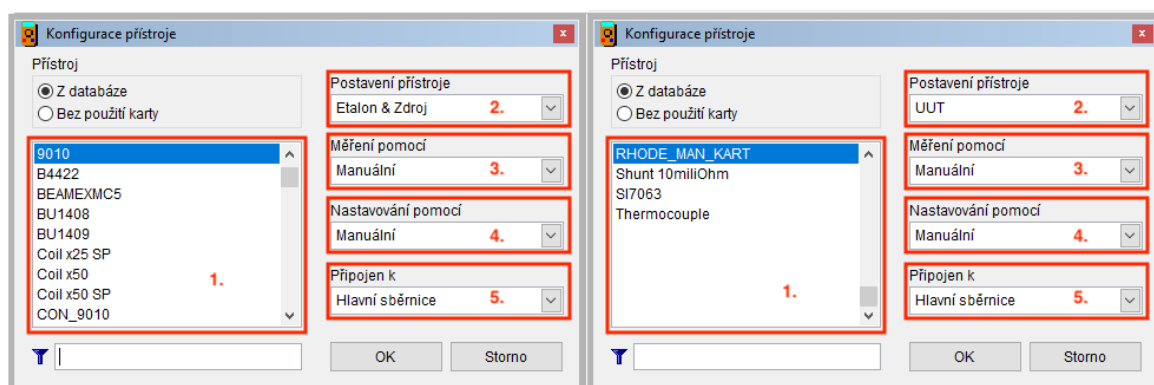 Konfigurace přístroje
x
Přístroj
Z databáze
Bez použití karty
9010
B4422
BEAMEXMC5
BU1408
BU1409
Coil x25 SP
Coil x50
Coil x50 SP
CON_9010
1.
Postavení přístroje
Etalon & Zdroj 2.
Měření pomocí
Manuální 3.
Nastavování pomocí
Manuální 4.
Připojen k
Hlavní sběrnice 5.
OK Storno
Konfigurace přístroje
x
Přístroj
Z databáze
Bez použití karty
RHODE_MAN_KART
Shunt 10miliOhm
SI7063
Thermocouple
1.
Postavení přístroje
UUT 2.
Měření pomocí
Manuální 3.
Nastavování pomocí
Manuální 4.
Připojen k
Hlavní sběrnice 5.
OK Storno